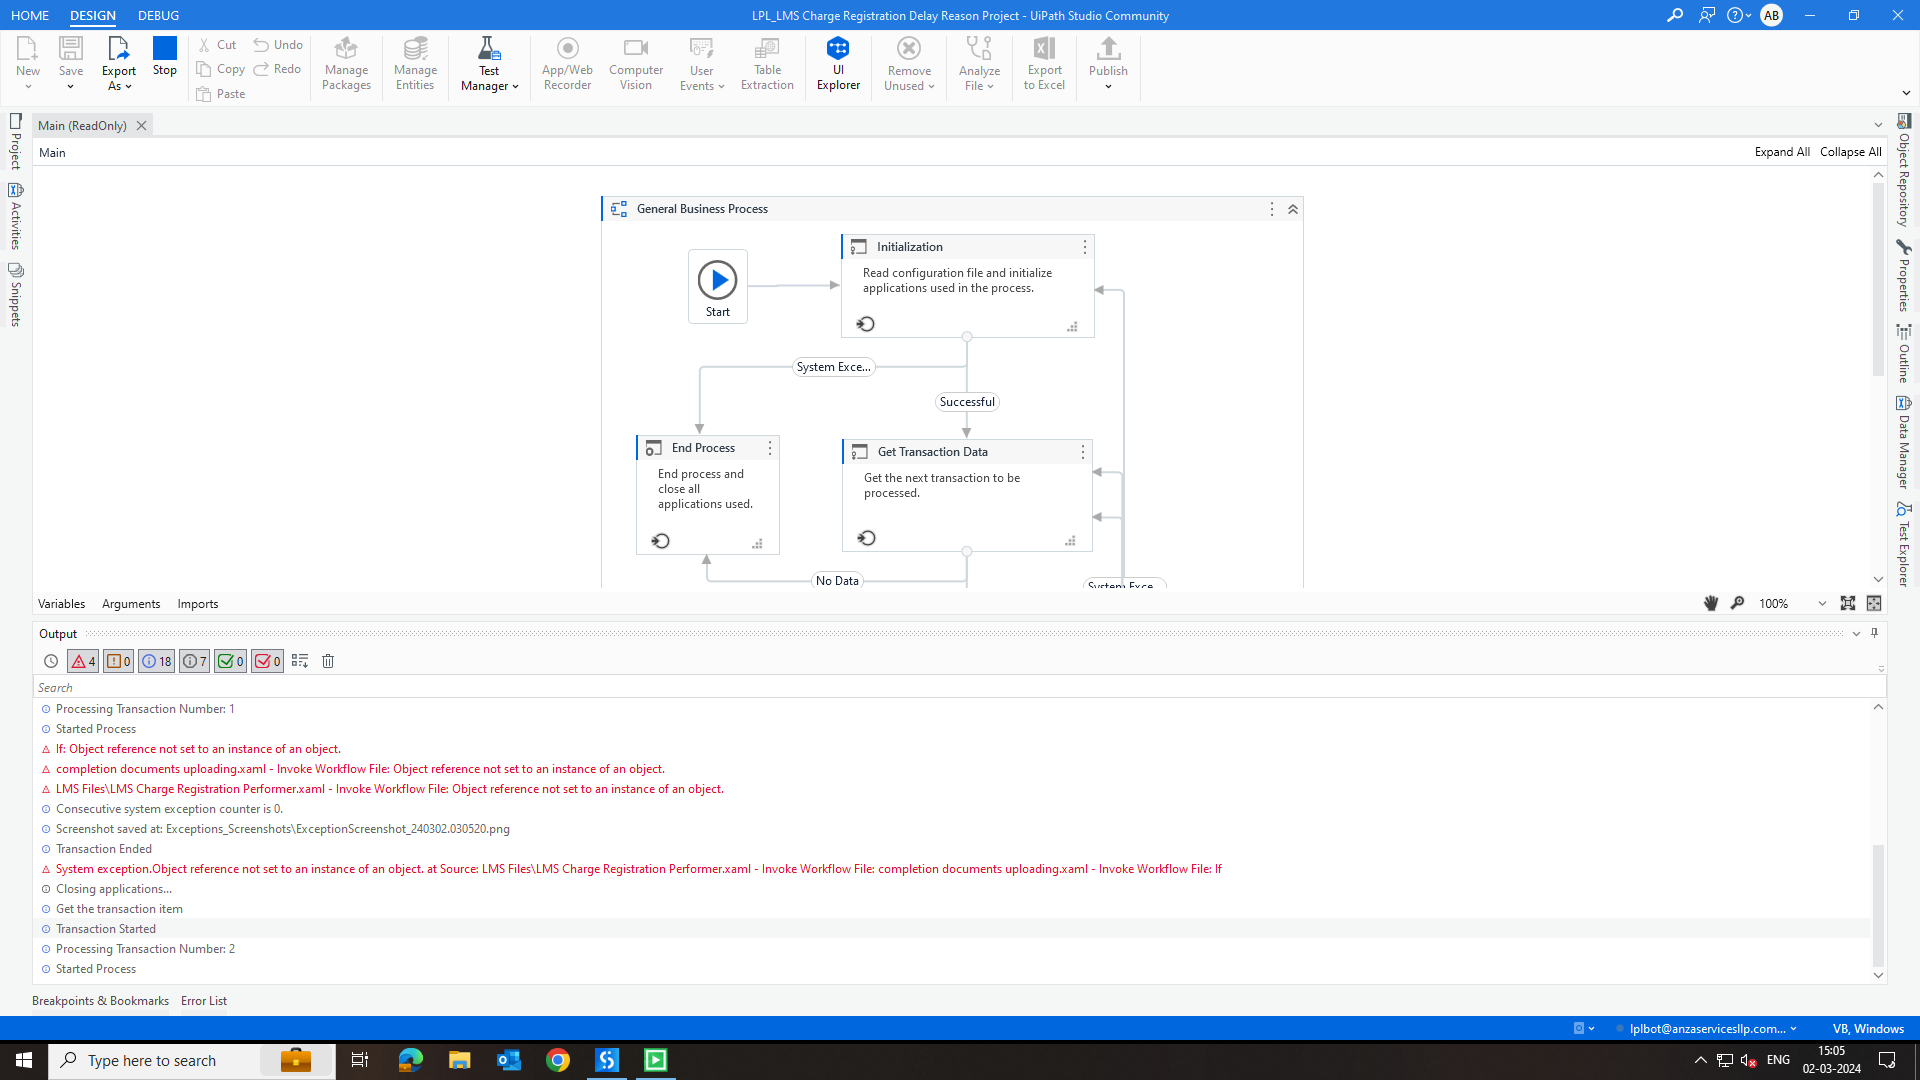 HOME DESIGN DEBUG
LPL_LMS Charge Registration Delay Reason Project - UiPath Studio Community
AB
New
Save
Export As
Stop
Cut
Copy
Paste
Undo
Redo
Manage Packages
Manage Entities
Test Manager
App/Web Recorder
Computer Vision
User Events
Table Extraction
UI Explorer
Remove Unused
Analyze File
Export to Excel
Publish
Main (ReadOnly)
Main
Expand All Collapse All
Project
Activities
Snippets
Object Repository
Properties
Outline
Data Manager
Test Explorer
General Business Process
Start
Initialization
Read configuration file and initialize
applications used in the process.
System Exce...
Successful
End Process
End process and
close all
applications used.
Get Transaction Data
Get the next transaction to be
processed.
No Data
System Exce...
Variables Arguments Imports
100%
Output
4 0 18 7 0 0
Search
Processing Transaction Number: 1
Started Process
If: Object reference not set to an instance of an object.
completion documents uploading.xaml - Invoke Workflow File: Object reference not set to an instance of an object.
LMS Files\LMS Charge Registration Performer.xaml - Invoke Workflow File: Object reference not set to an instance of an object.
Consecutive system exception counter is 0.
Screenshot saved at: Exceptions_Screenshots\ExceptionScreenshot_240302.030520.png
Transaction Ended
System exception.Object reference not set to an instance of an object. at Source: LMS Files\LMS Charge Registration Performer.xaml - Invoke Workflow File: completion documents uploading.xaml - Invoke Workflow File: If
Closing applications...
Get the transaction item
Transaction Started
Processing Transaction Number: 2
Started Process
Breakpoints & Bookmarks Error List
lplbot@anzaservicesllp.com...
VB, Windows
Type here to search
ENG
15:05
02-03-2024